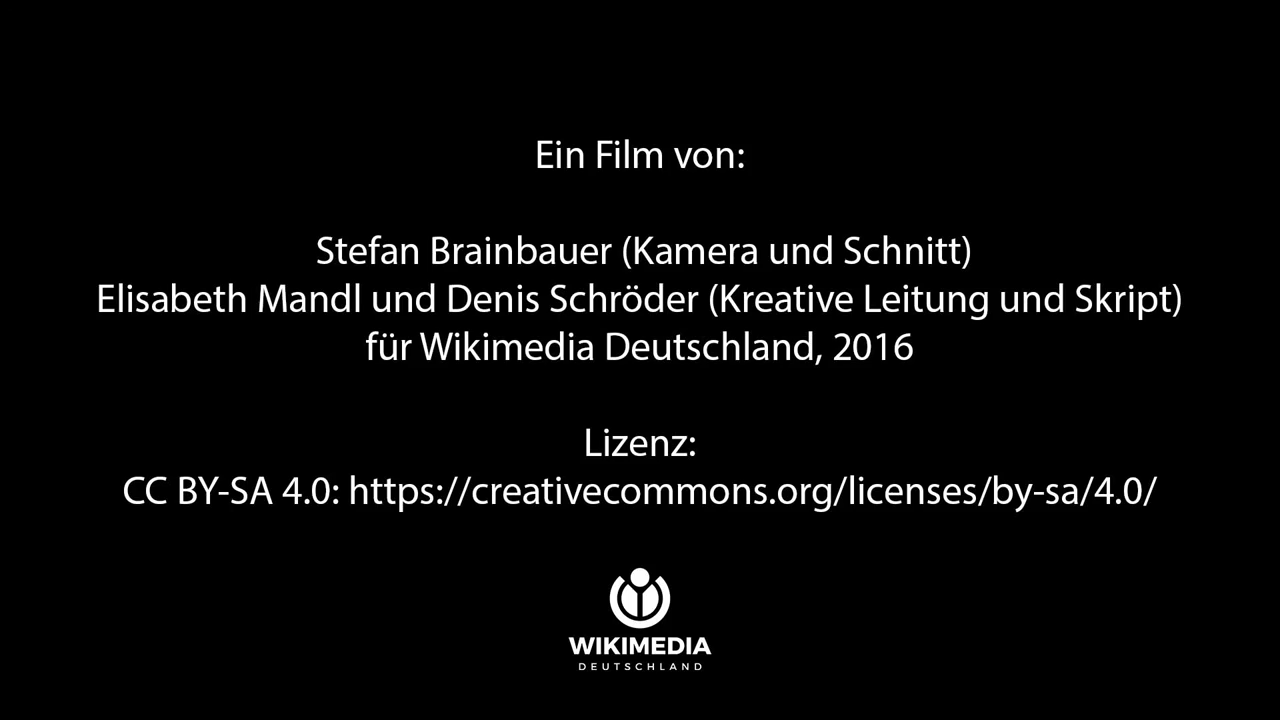 Ein Film von:
Stefan Brainbauer (Kamera und Schnitt)
Elisabeth Mandl und Denis Schröder (Kreative Leitung und Skript)
für Wikimedia Deutschland, 2016
Lizenz:
CC BY-SA 4.0: https://creativecommons.org/licenses/by-sa/4.0/
WIKIMEDIA
DEUTSCHLAND